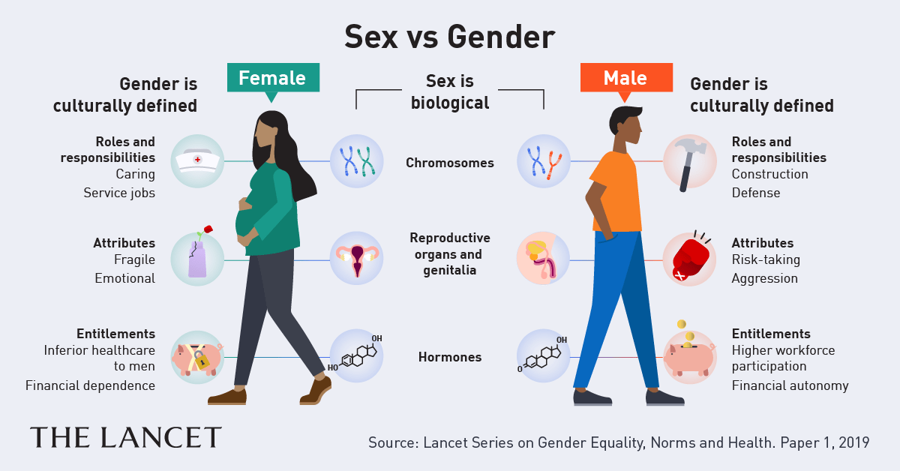 Sex vs Gender
Gender is
culturally defined
Female
Sex is
biological
Male
Gender is
culturally defined
Roles and
responsibilities
Caring
Service jobs
Chromosomes
Roles and
responsibilities
Construction
Defense
Attributes
Fragile
Emotional
Reproductive
organs and
genitalia
Attributes
Risk-taking
Aggression
Entitlements
Inferior healthcare
to men
Financial dependence
OH
HO
Hormones
OH
O
Entitlements
Higher workforce
participation
Financial autonomy
THE LANCET
Source: Lancet Series on Gender Equality, Norms and Health. Paper 1, 2019